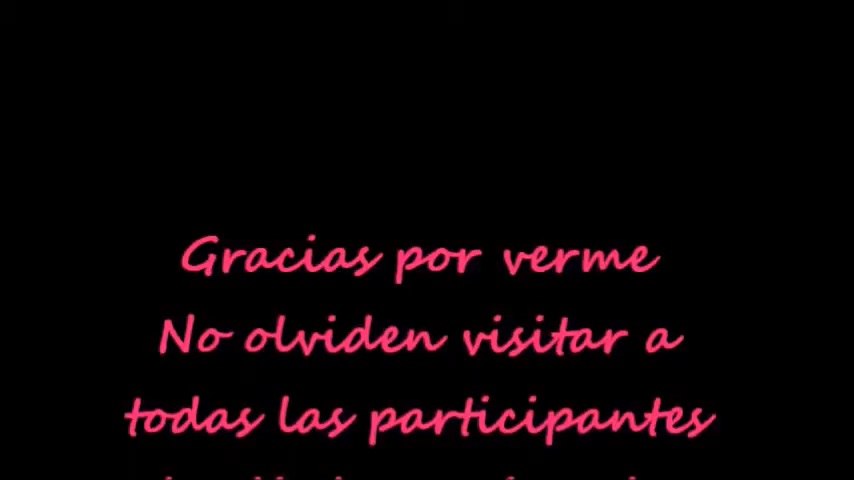 Gracias por verme
No olviden visitar a
todas las participantes